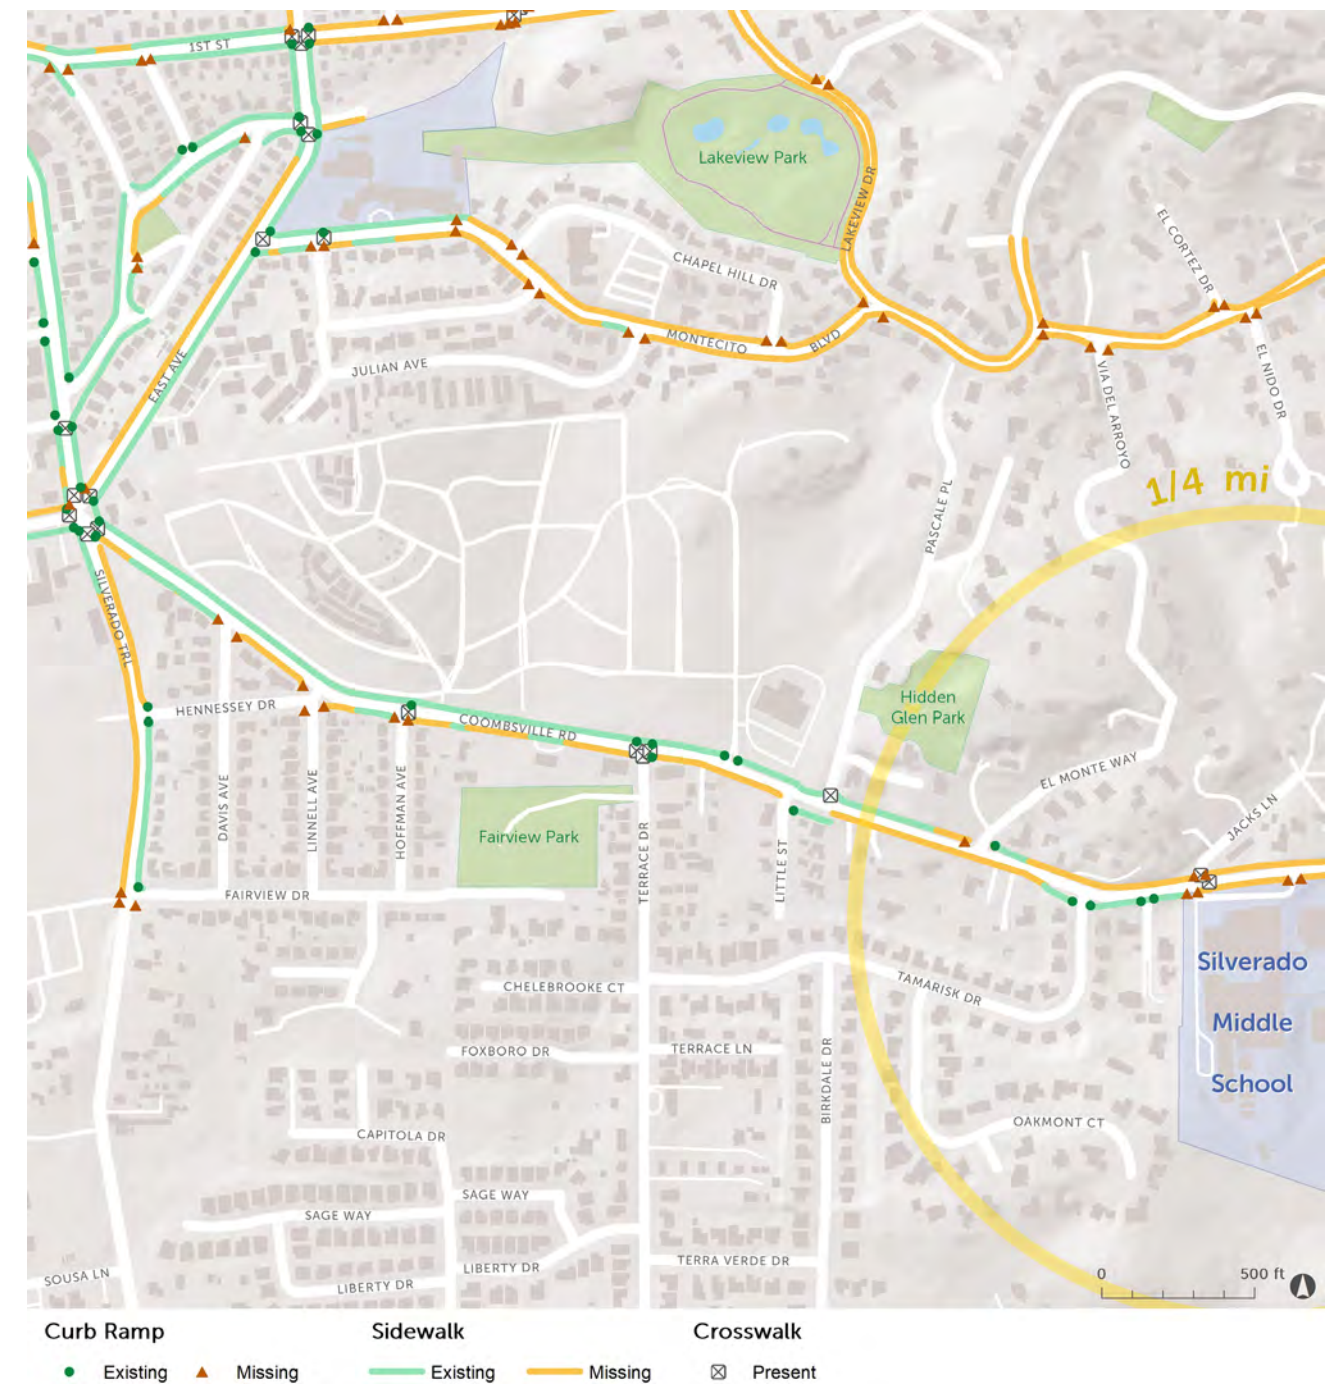 1ST ST
Lakeview Park
LAKEVIEW DR
EL CORTEZ DR
CHAPEL HILL DR
MONTECITO
BLVD
JULIAN AVE
EAST AVE
EL NIDO DR
VIA DEL ARROYO
1/4 mi
PASCALE PL
SILVERADO TRL
HENNESSEY DR
COOMBSVILLE RD
Hidden
Glen Park
EL MONTE WAY
JACKS LN
DAVIS AVE
LINNELL AVE
HOFFMAN AVE
Fairview Park
TERRACE DR
LITTLE ST
FAIRVIEW DR
Silverado
Middle
School
CHELEBROOKE CT
TAMARISK DR
FOXBORO DR
TERRACE LN
BIRKDALE DR
OAKMONT CT
CAPITOLA DR
SAGE WAY
SAGE WAY
SOUSA LN
LIBERTY DR
LIBERTY DR
TERRA VERDE DR
0 500 ft
Curb Ramp Sidewalk Crosswalk
Existing Missing Existing Missing Present